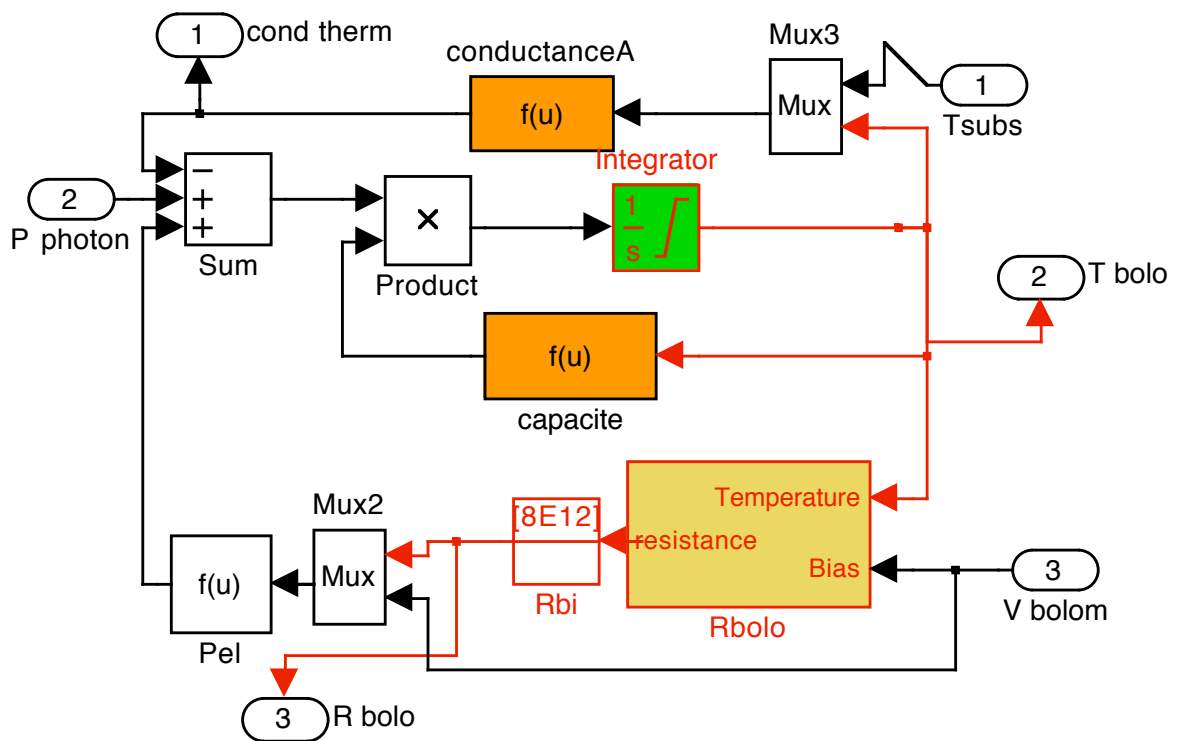 1
cond therm
Mux3
conductanceA
f(u)
Mux
1
Tsubs
Integrator
−
+
+
2
P photon
Sum
×
Product
1
s
2
T bolo
f(u)
capacite
Temperature
resistance
Bias
Rbolo
[8E12]
Rbi
Mux2
Mux
f(u)
Pel
3
V bolom
3
R bolo